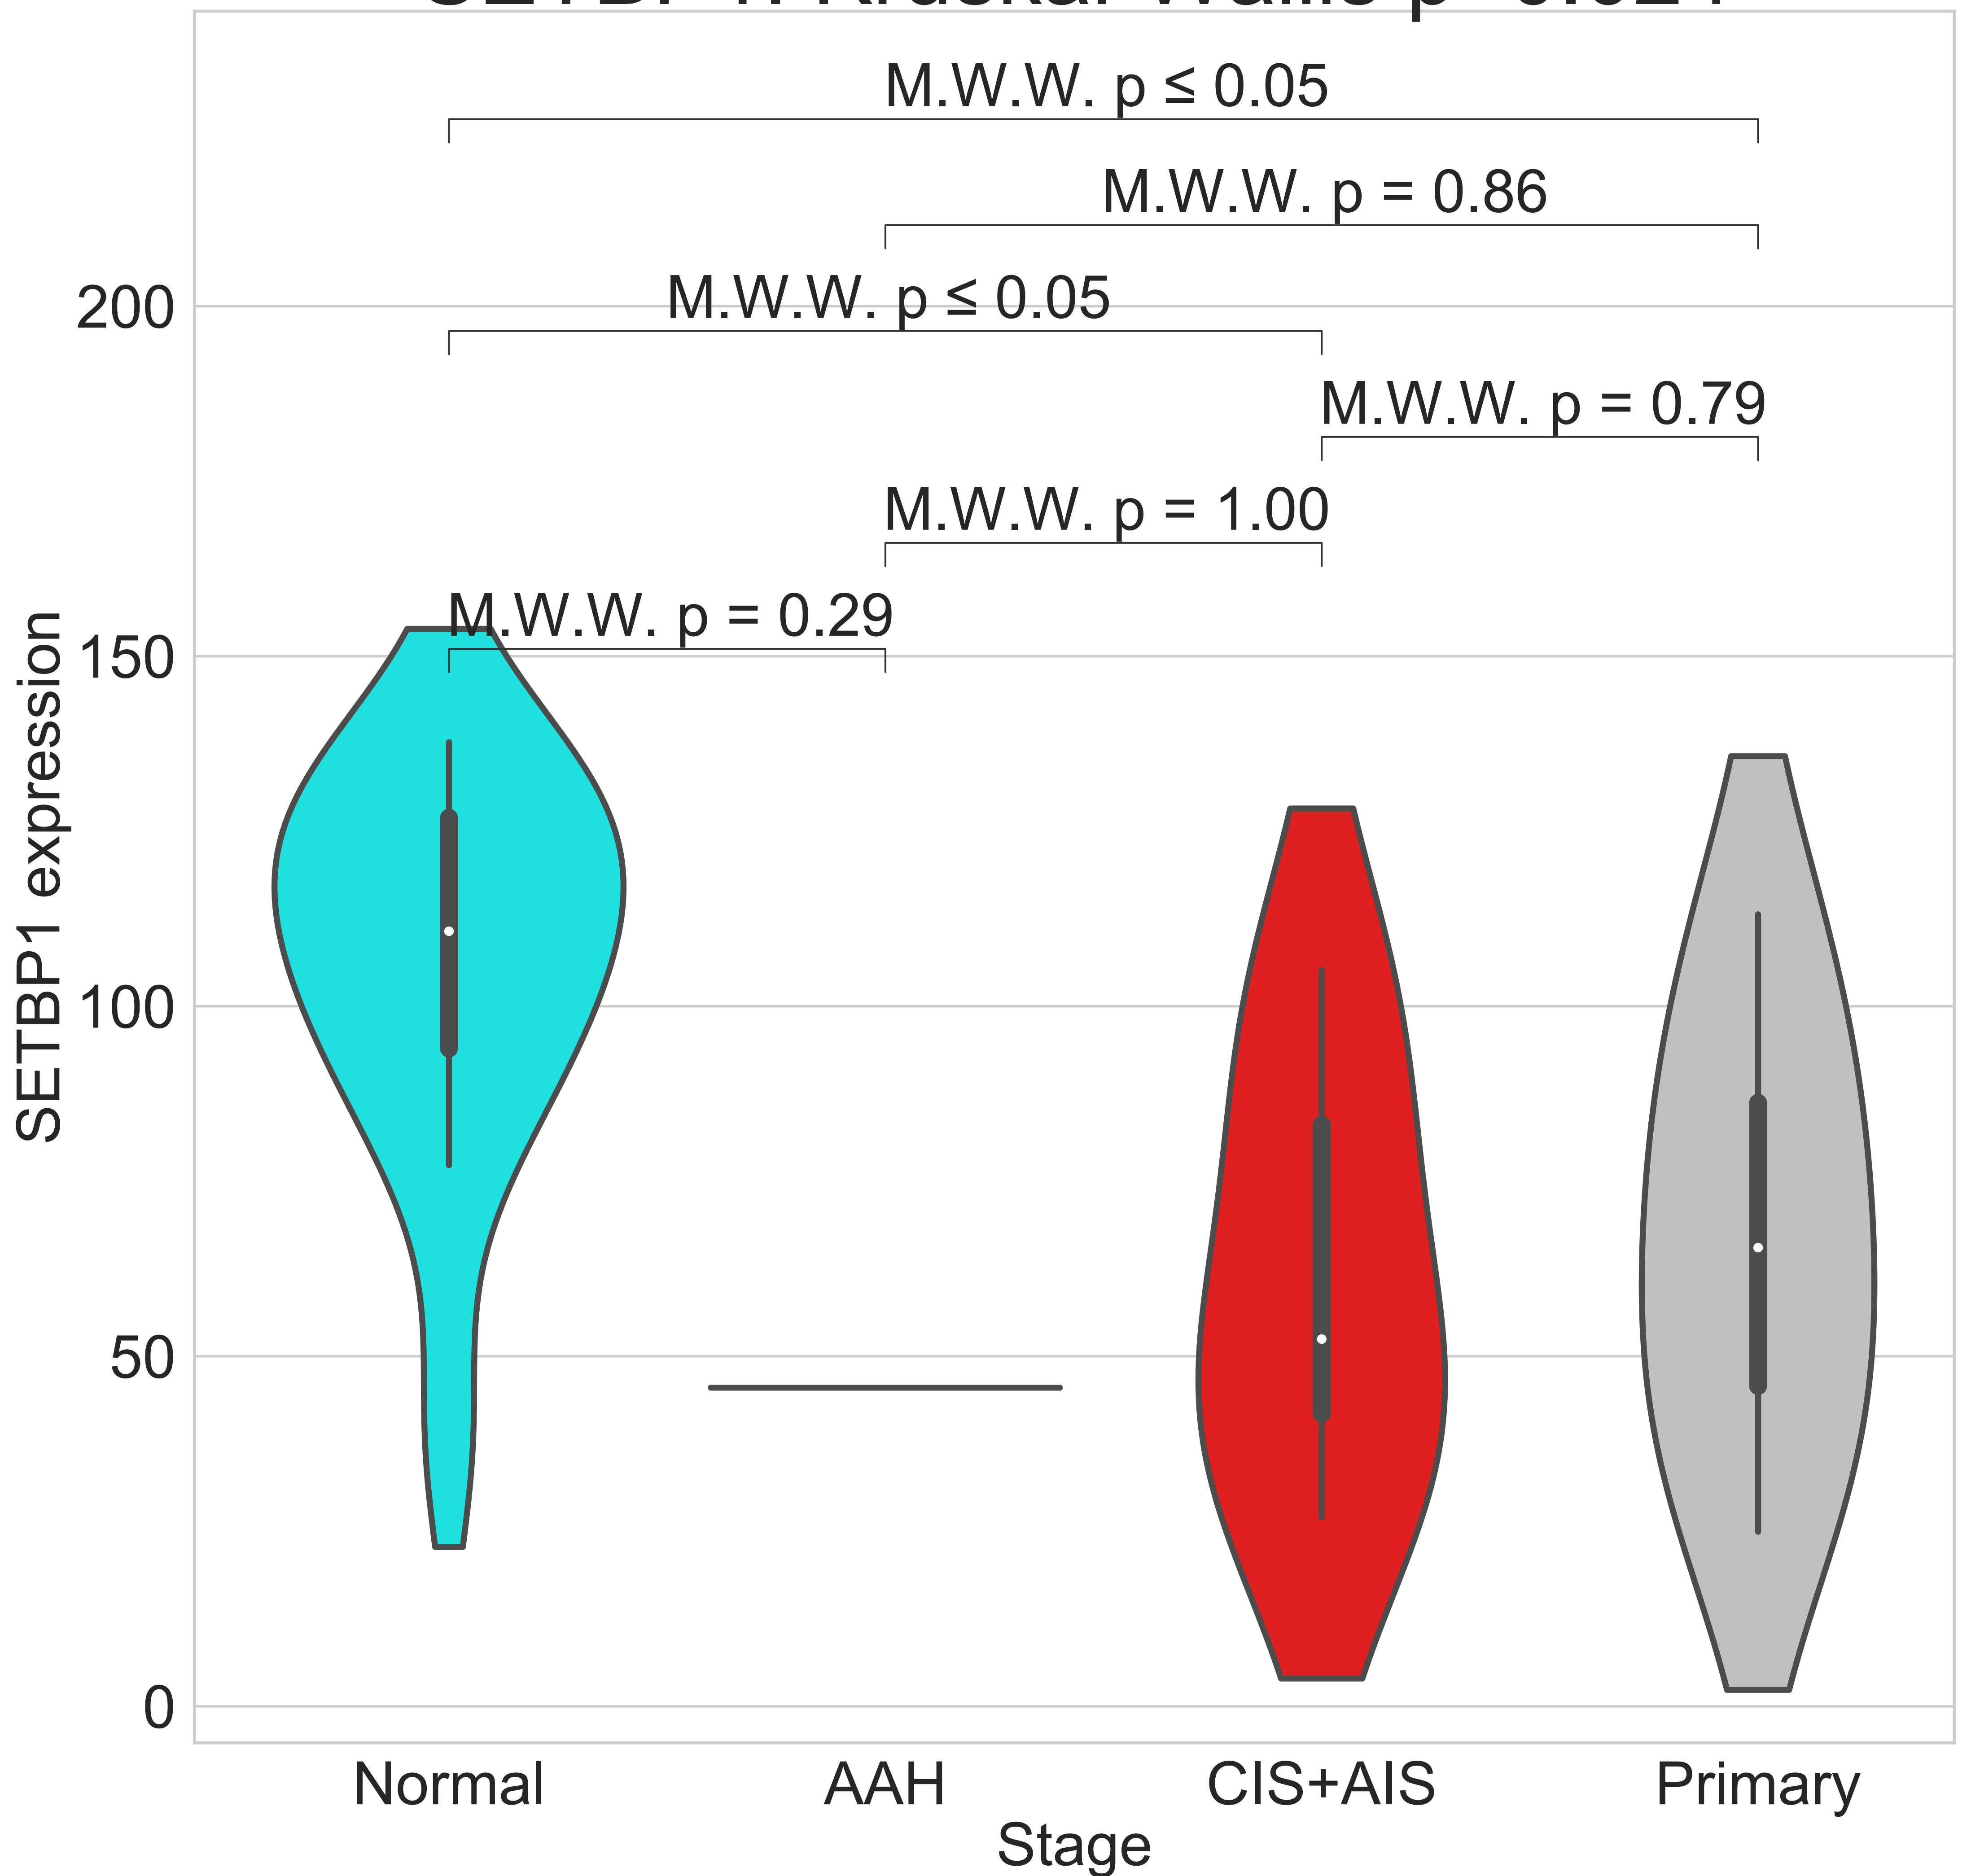 M.W.W. p ≤ 0.05
M.W.W. p = 0.86
M.W.W. p ≤ 0.05
M.W.W. p = 0.79
M.W.W. p = 1.00
M.W.W. p = 0.29
200
150
100
50
0
SETBP1 expression
Normal AAH CIS+AIS Primary
Stage